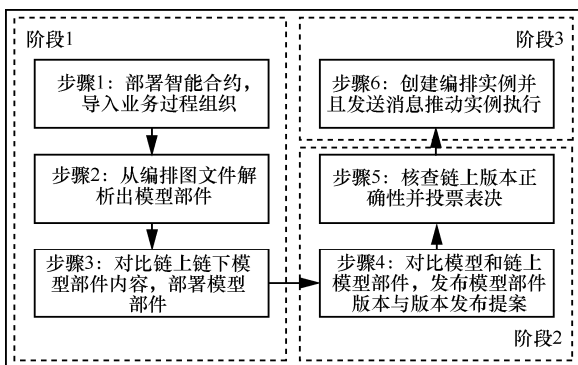 阶段1
步骤1：部署智能合约，
导入业务过程组织
步骤2：从编排图文件解
析出模型部件
步骤3：对比链上链下模
型部件内容，部署模型
部件
步骤4：对比模型和链上
模型部件，发布模型部件
版本与版本发布提案
阶段2
步骤5：核查链上版本正
确性并投票表决
阶段3
步骤6：创建编排实例并
且发送消息推动实例执行